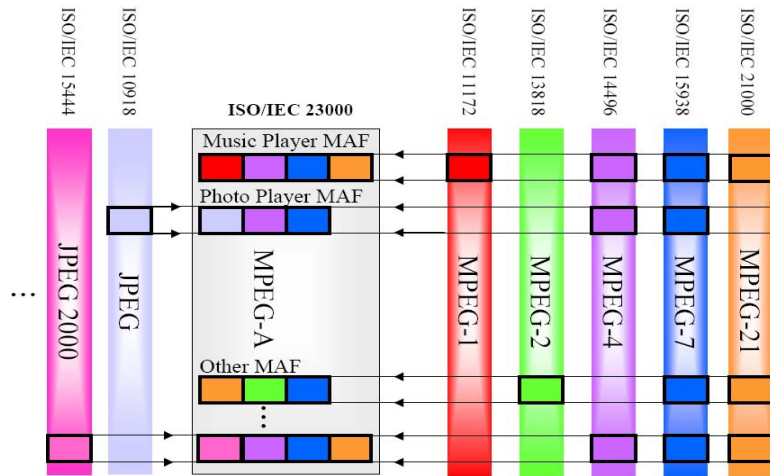 ISO/IEC 15444
ISO/IEC 10918
ISO/IEC 23000
ISO/IEC 11172
ISO/IEC 13818
ISO/IEC 14496
ISO/IEC 15938
ISO/IEC 21000
Music Player MAF
Photo Player MAF
...
JPEG 2000
JPEG
MPEG-A
MPEG-1
MPEG-2
MPEG-4
MPEG-7
MPEG-21
Other MAF
...